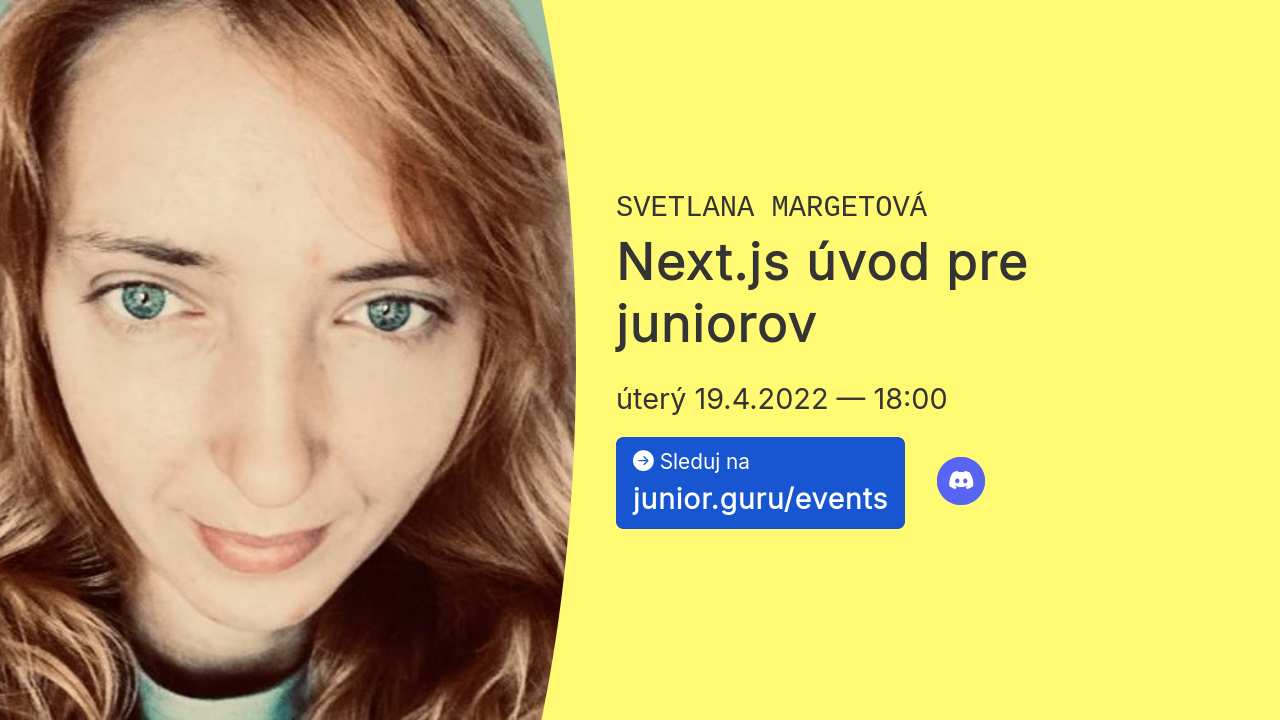 SVETLANA MARGETOVÁ
Next.js úvod pre
juniorov
úterý 19.4.2022 — 18:00
Sleduj na
junior.guru/events